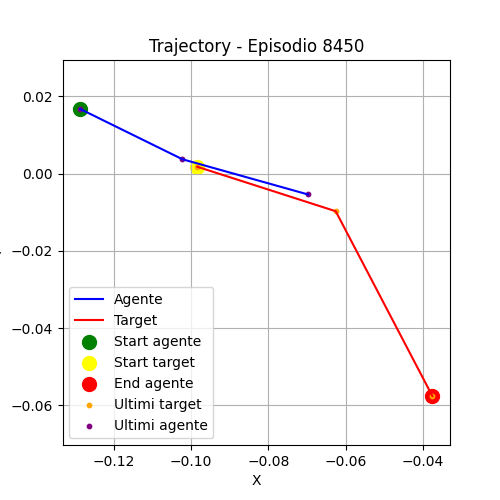 Trajectory - Episodio 8450
0.02
0.00
−0.02
−0.04
−0.06
Agente
Target
Start agente
Start target
End agente
Ultimi target
Ultimi agente
−0.12
−0.10
−0.08
−0.06
−0.04
X